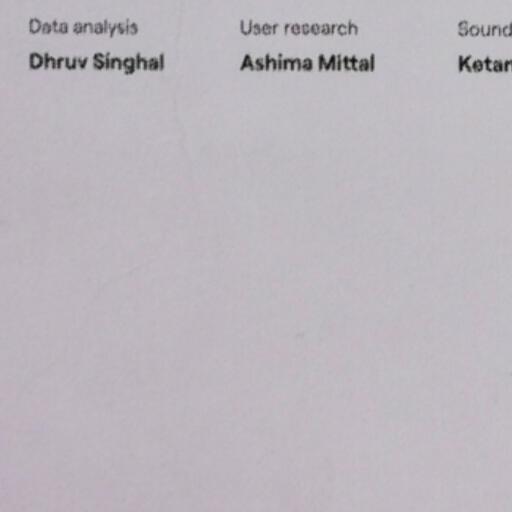 Data analysis
Dhruv Singhal
User research
Ashima Mittal
Sound